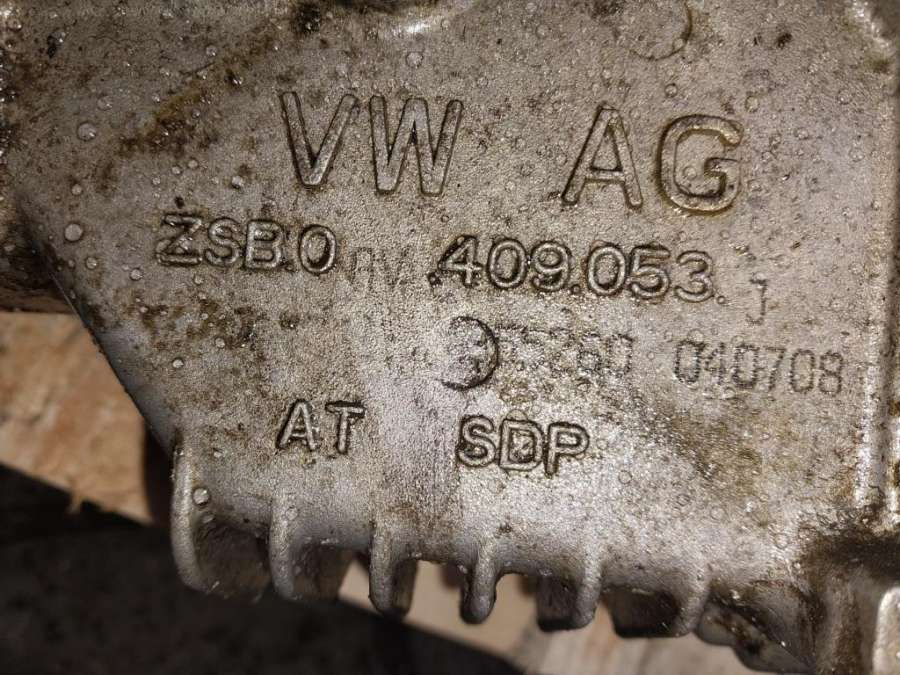 VW AG
ZSB.0 .409.053. J
040708
AT SDP